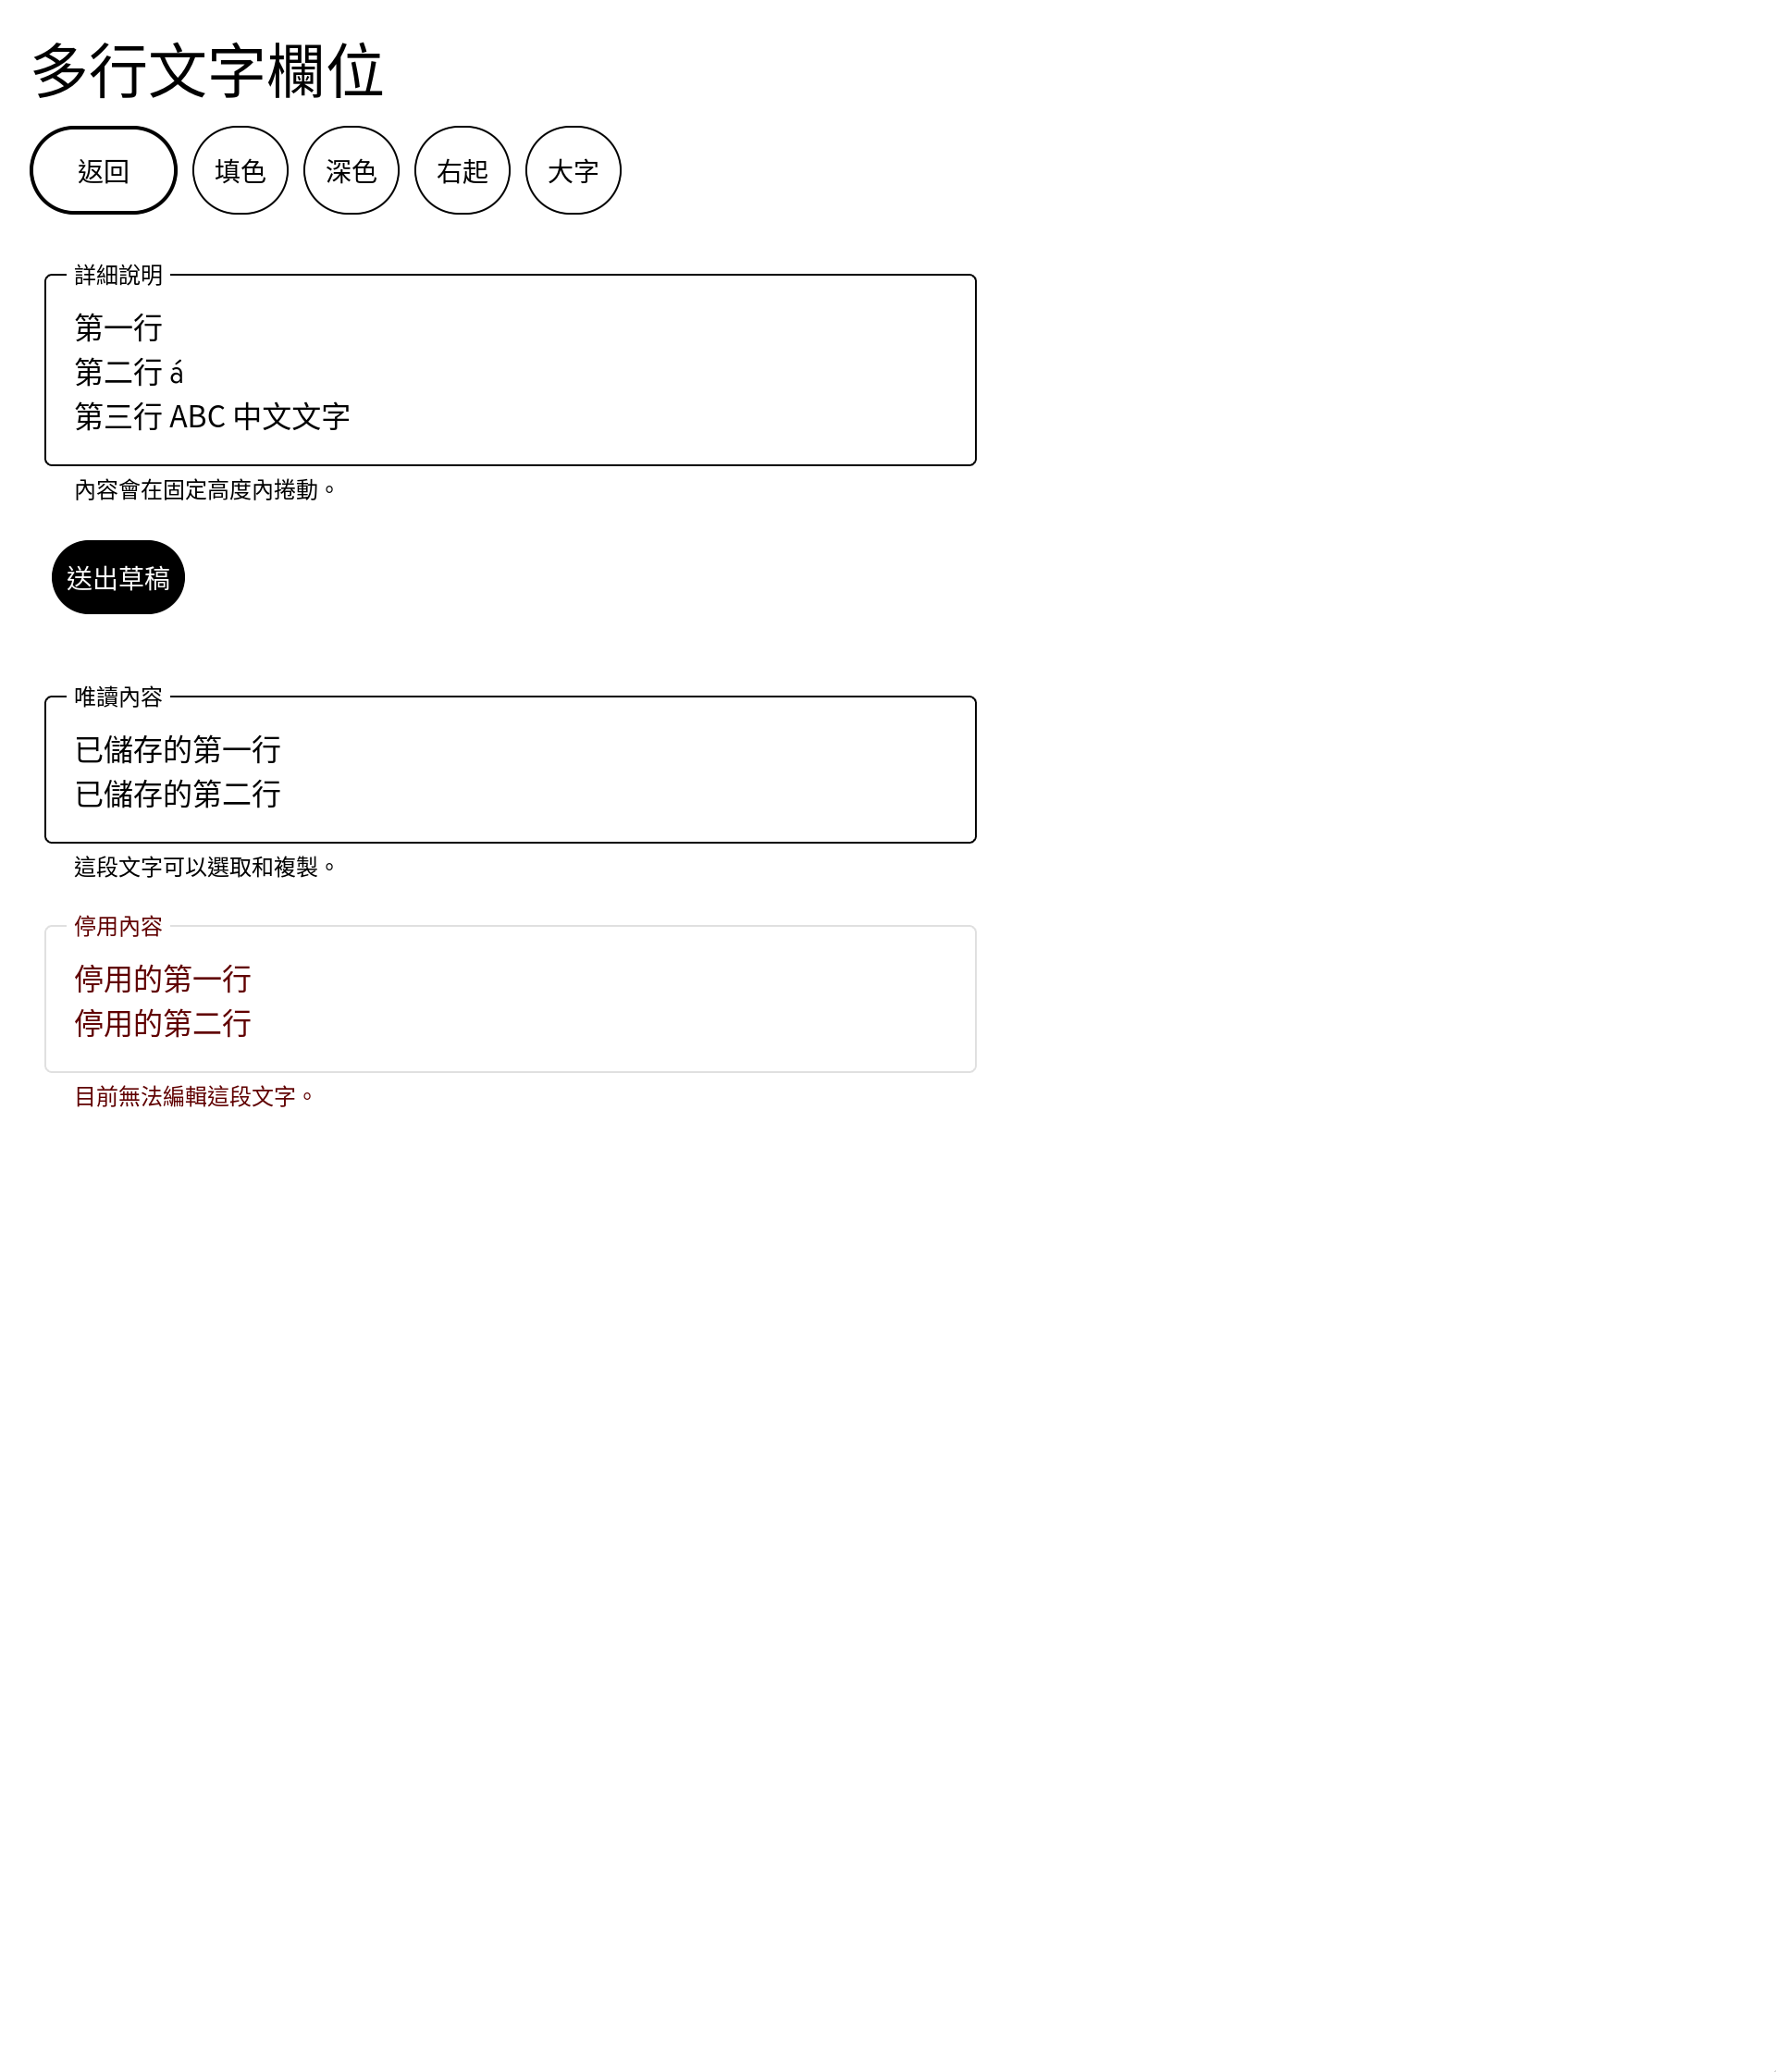 多行文字欄位
返回 填色 深色 右起 大字
詳細說明
第一行
第二行 á
第三行 ABC 中文文字
內容會在固定高度內捲動。
送出草稿
唯讀內容
已儲存的第一行
已儲存的第二行
這段文字可以選取和複製。
停用內容
停用的第一行
停用的第二行
目前無法編輯這段文字。